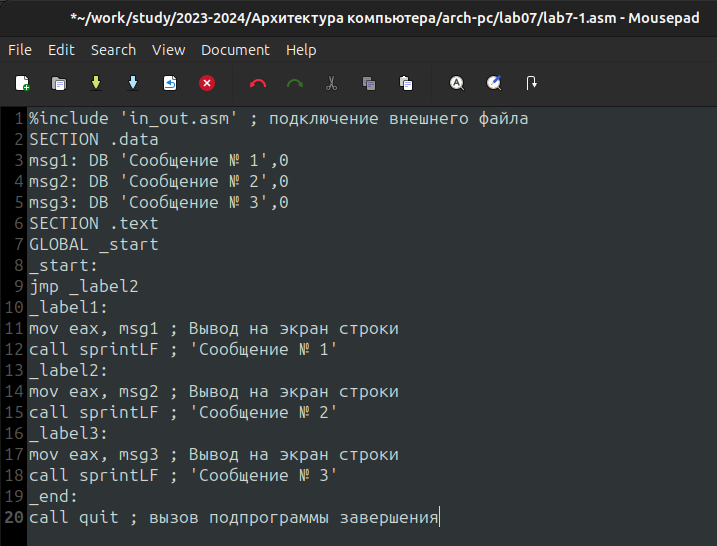 *~/work/study/2023-2024/Архитектура компьютера/arch-pc/lab07/lab7-1.asm - Mousepad
File Edit Search View Document Help
1 %include 'in_out.asm' ; подключение внешнего файла
2 SECTION .data
3 msg1: DB 'Сообщение № 1',0
4 msg2: DB 'Сообщение № 2',0
5 msg3: DB 'Сообщение № 3',0
6 SECTION .text
7 GLOBAL _start
8 _start:
9 jmp _label2
10 _label1:
11 mov eax, msg1 ; Вывод на экран строки
12 call sprintLF ; 'Сообщение № 1'
13 _label2:
14 mov eax, msg2 ; Вывод на экран строки
15 call sprintLF ; 'Сообщение № 2'
16 _label3:
17 mov eax, msg3 ; Вывод на экран строки
18 call sprintLF ; 'Сообщение № 3'
19 _end:
20 call quit ; вызов подпрограммы завершения